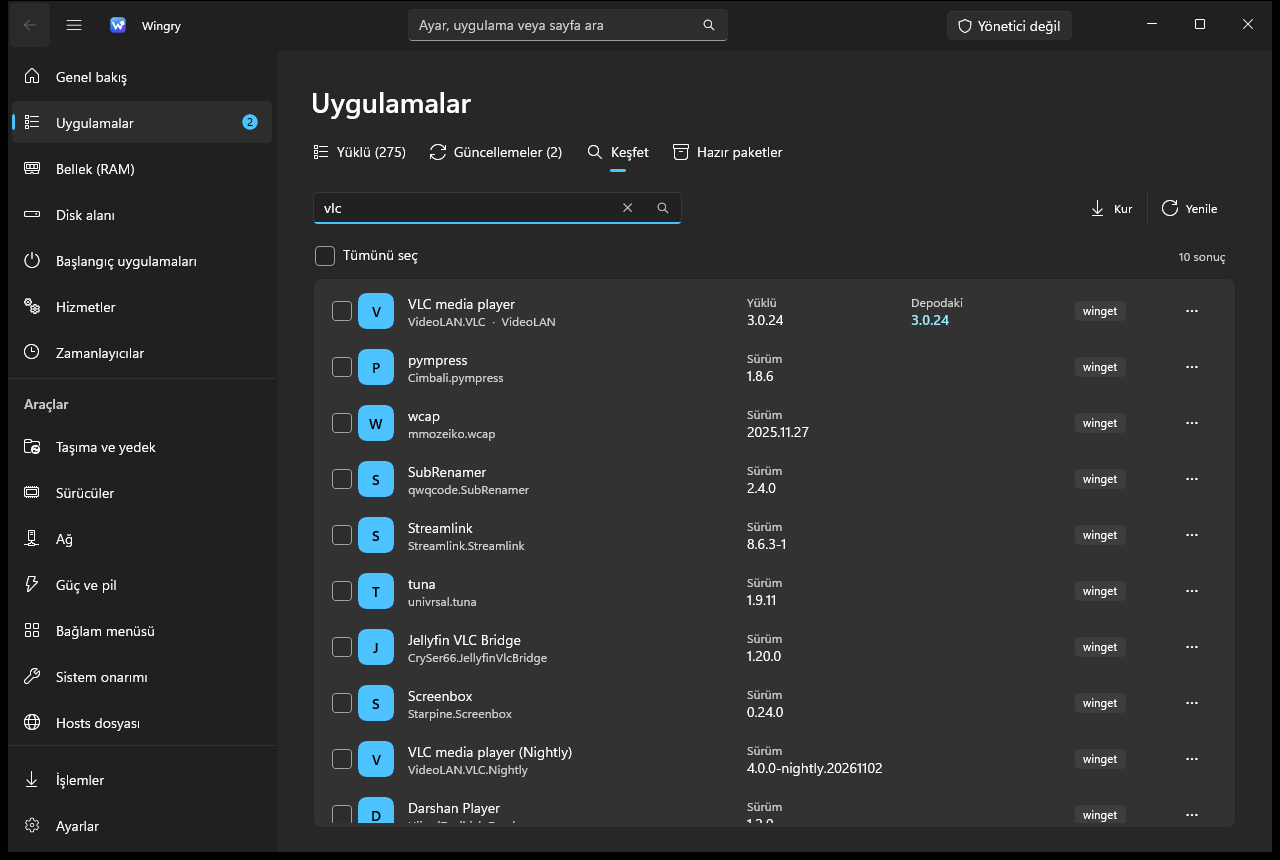 Wingry
Ayar, uygulama veya sayfa ara
Yönetici değil
Genel bakış
Uygulamalar 2
Bellek (RAM)
Disk alanı
Başlangıç uygulamaları
Hizmetler
Zamanlayıcılar
Araçlar
Taşıma ve yedek
Sürücüler
Ağ
Güç ve pil
Bağlam menüsü
Sistem onarımı
Hosts dosyası
İşlemler
Ayarlar
Uygulamalar
Yüklü (275) Güncellemeler (2) Keşfet Hazır paketler
vlc
Kur Yenile
Tümünü seç
10 sonuç
V VLC media player Yüklü Depodaki winget
VideoLAN.VLC · VideoLAN 3.0.24 3.0.24
P pympress Sürüm winget
Cimbali.pympress 1.8.6
W wcap Sürüm winget
mmozeiko.wcap 2025.11.27
S SubRenamer Sürüm winget
qwqcode.SubRenamer 2.4.0
S Streamlink Sürüm winget
Streamlink.Streamlink 8.6.3-1
T tuna Sürüm winget
univrsal.tuna 1.9.11
J Jellyfin VLC Bridge Sürüm winget
CrySer66.JellyfinVlcBridge 1.20.0
S Screenbox Sürüm winget
Starpine.Screenbox 0.24.0
V VLC media player (Nightly) Sürüm winget
VideoLAN.VLC.Nightly 4.0.0-nightly.20261102
D Darshan Player Sürüm winget